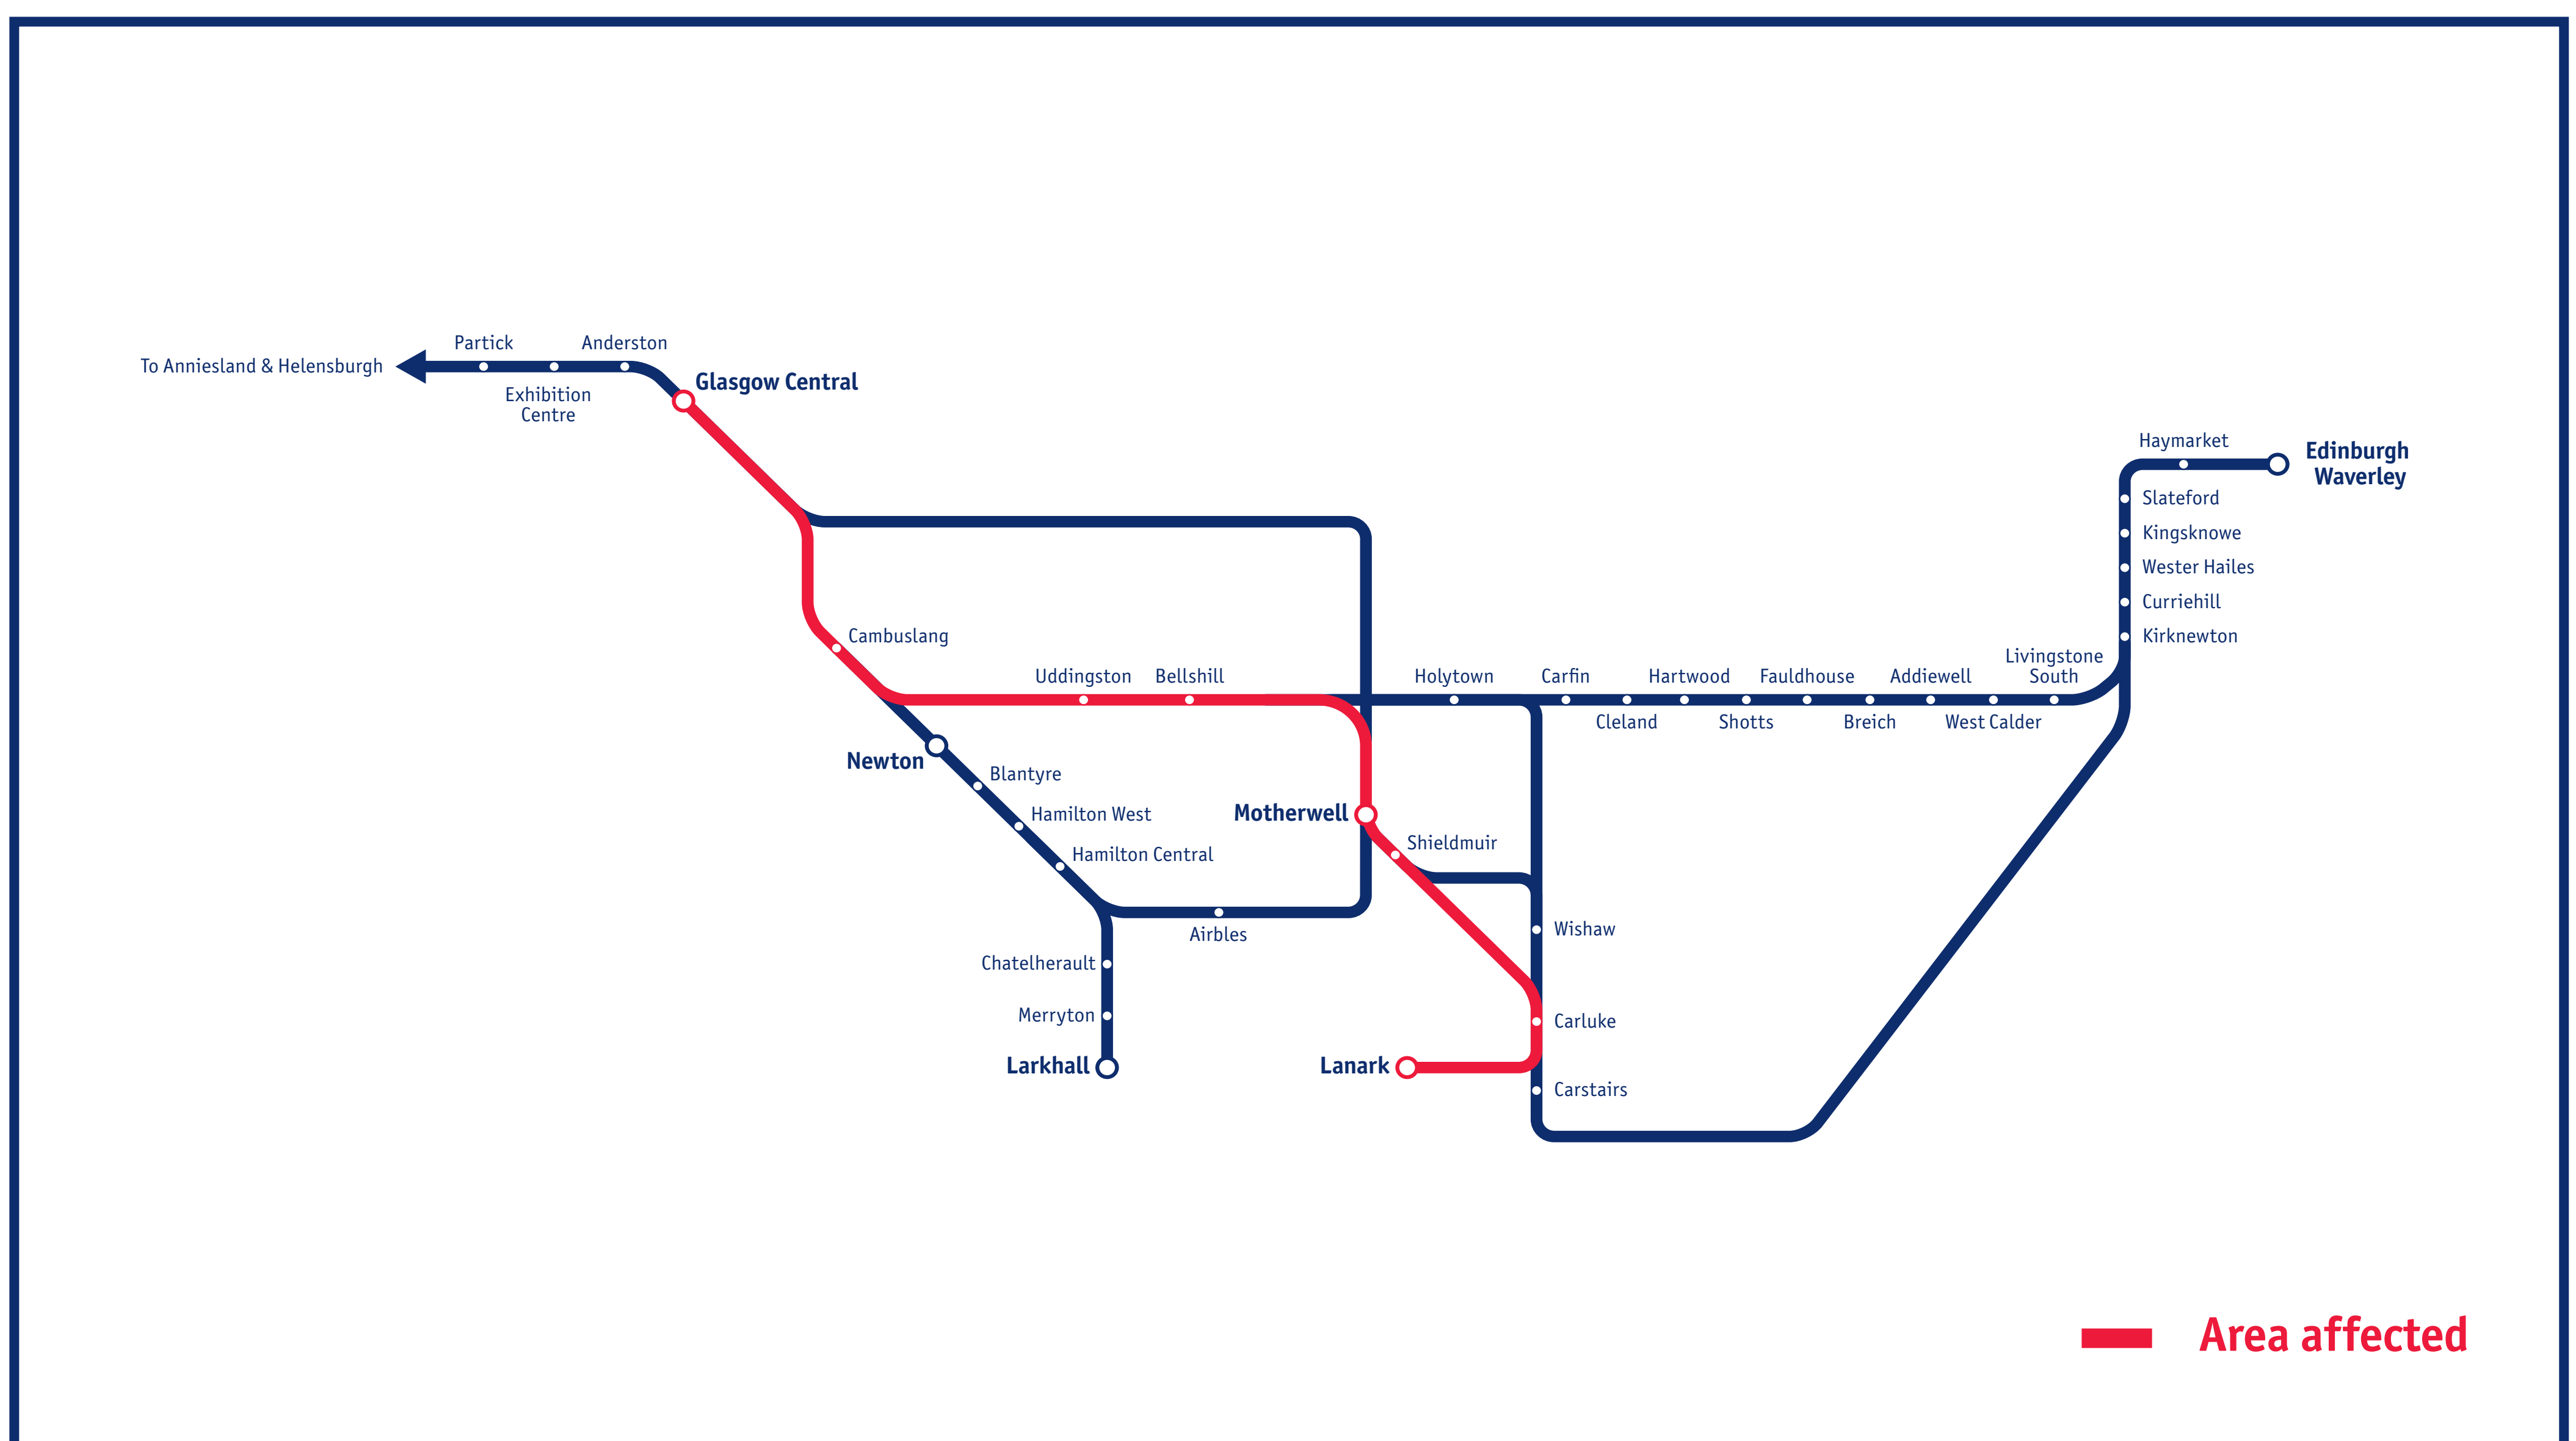 Partick
Anderston
To Anniesland & Helensburgh
Exhibition
Centre
Glasgow Central
Haymarket
Edinburgh
Waverley
Slateford
Kingsknowe
Wester Hailes
Curriehill
Kirknewton
Cambuslang
Uddingston
Bellshill
Holytown
Carfin
Hartwood
Fauldhouse
Addiewell
Livingstone
South
Cleland
Shotts
Breich
West Calder
Newton
Blantyre
Hamilton West
Hamilton Central
Motherwell
Shieldmuir
Airbles
Wishaw
Chatelherault
Merryton
Larkhall
Lanark
Carluke
Carstairs
Area affected